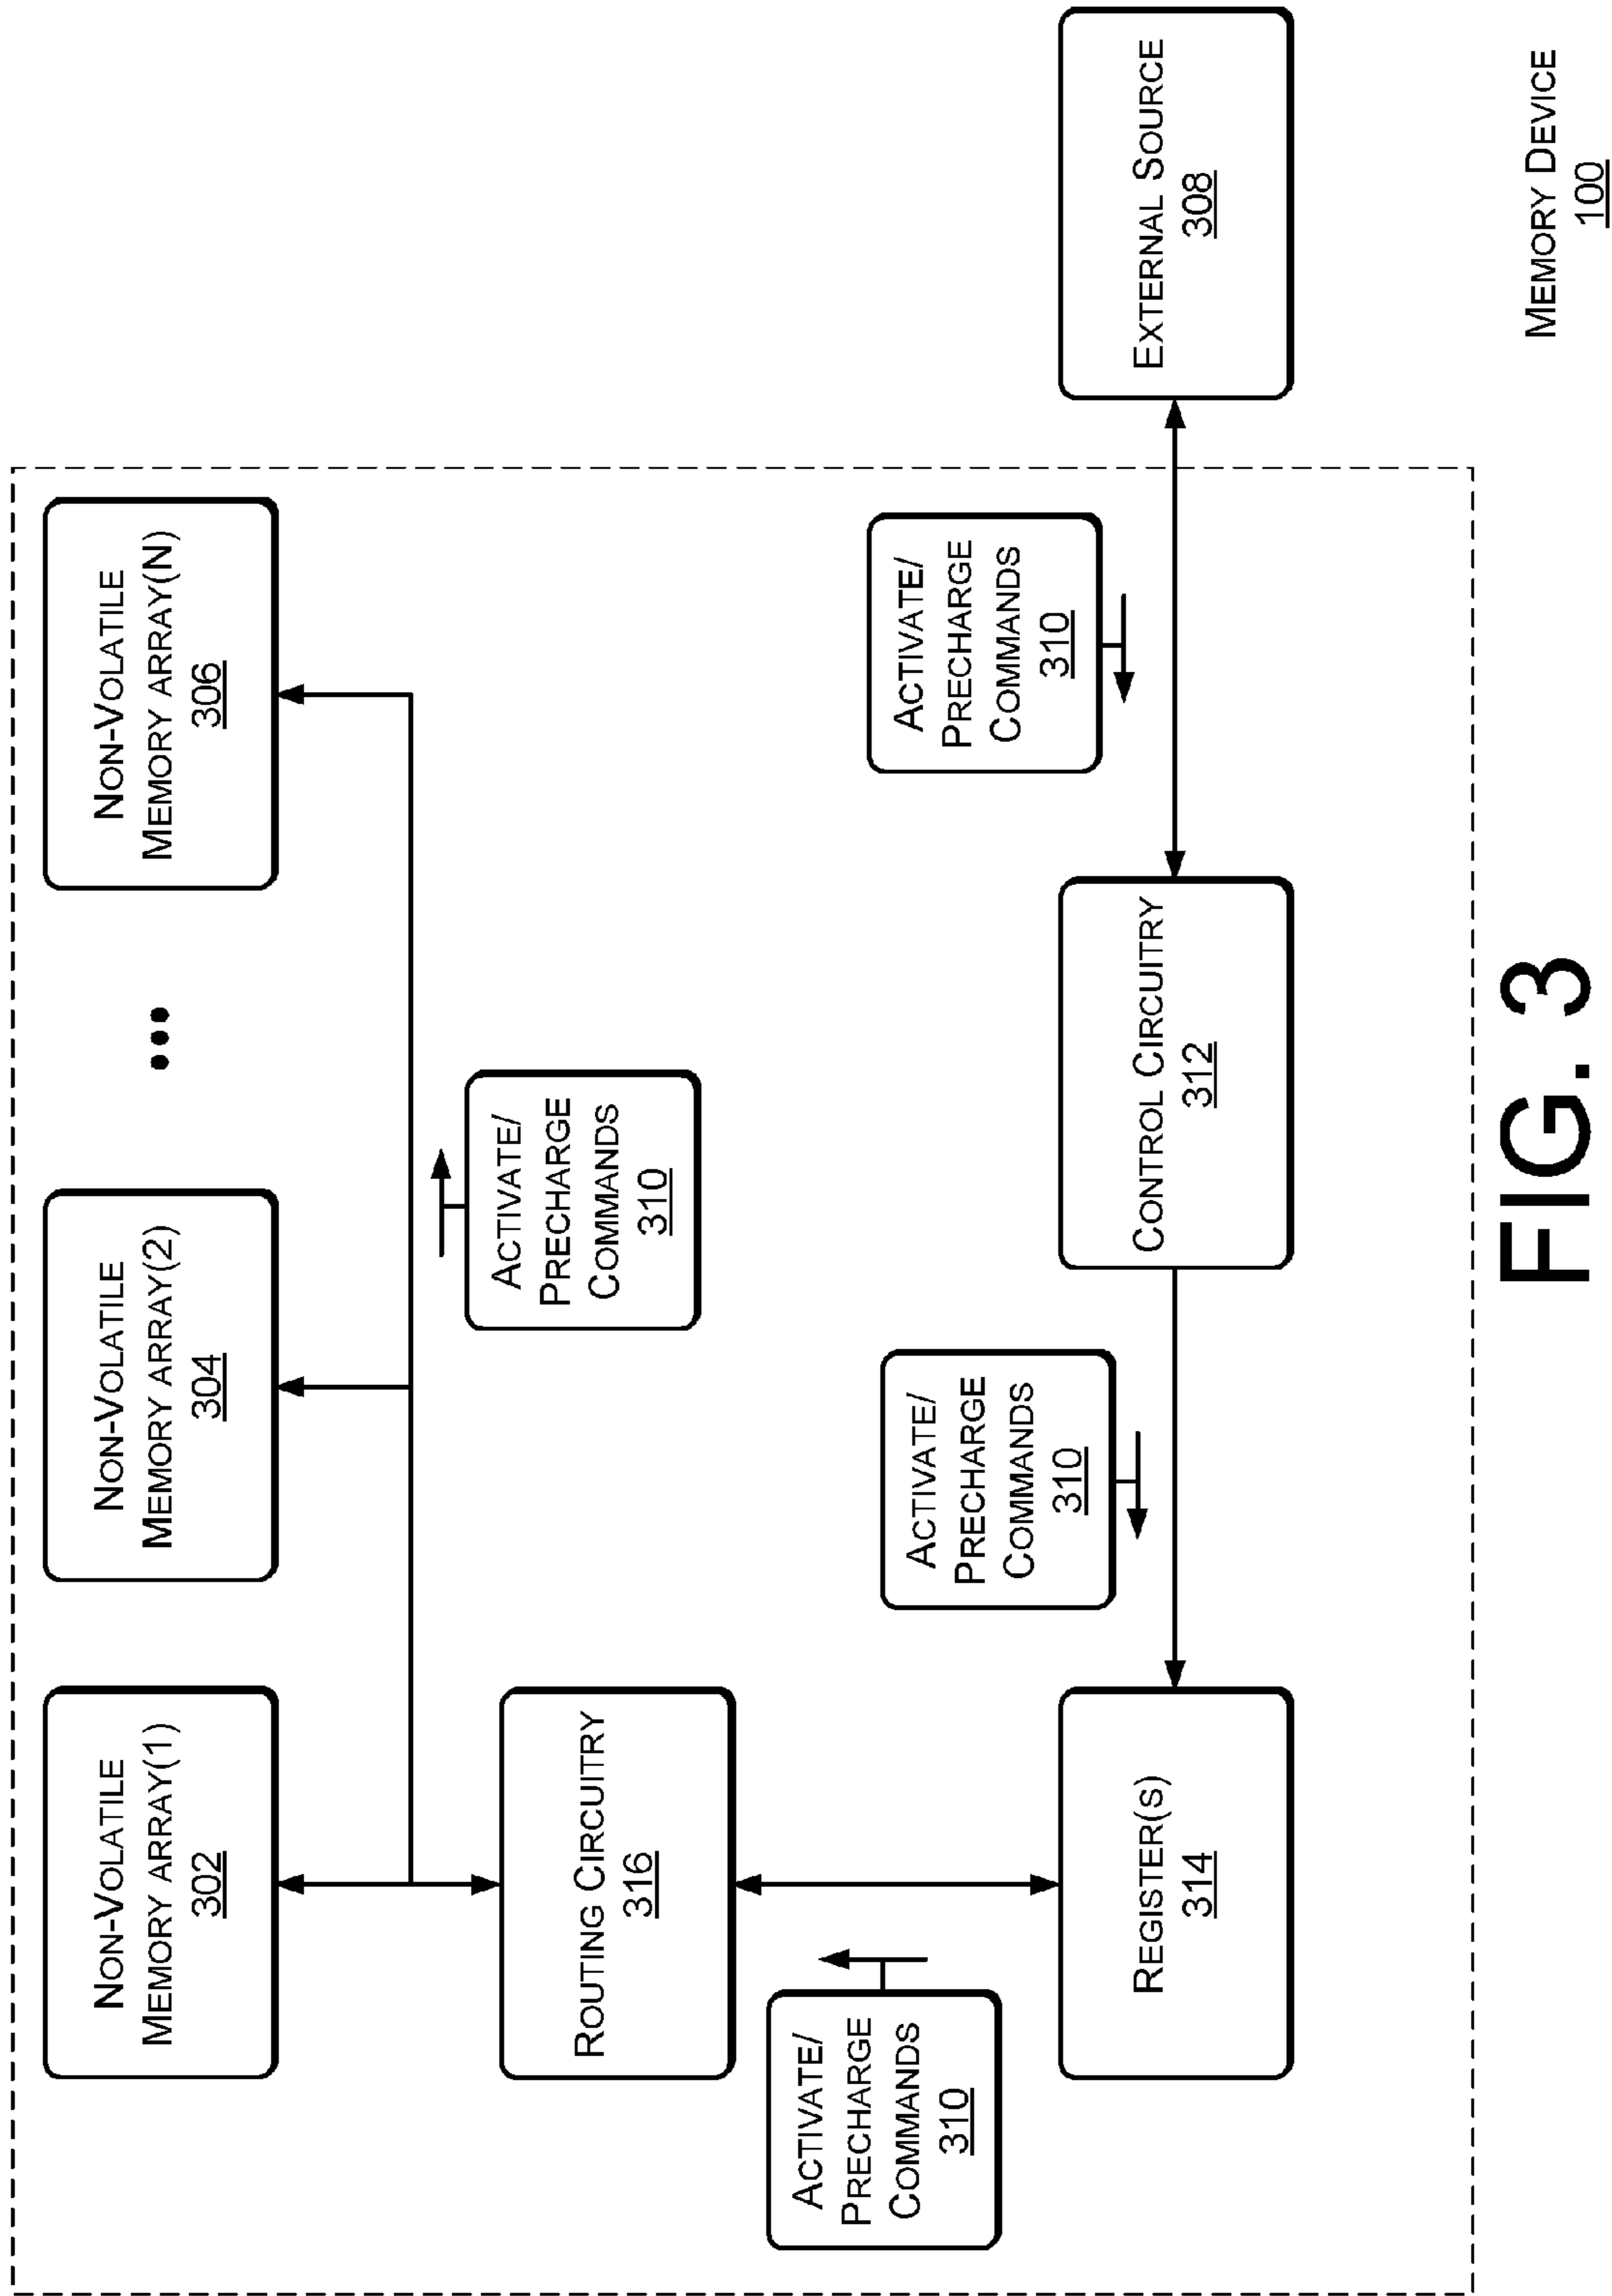 NON-VOLATILE
MEMORY ARRAY(1)
302
NON-VOLATILE
MEMORY ARRAY(2)
304
•••
NON-VOLATILE
MEMORY ARRAY(N)
306
ACTIVATE/
PRECHARGE
COMMANDS
310
ROUTING CIRCUITRY
316
ACTIVATE/
PRECHARGE
COMMANDS
310
ACTIVATE/
PRECHARGE
COMMANDS
310
ACTIVATE/
PRECHARGE
COMMANDS
310
REGISTER(S)
314
CONTROL CIRCUITRY
312
EXTERNAL SOURCE
308
MEMORY DEVICE
100
FIG. 3